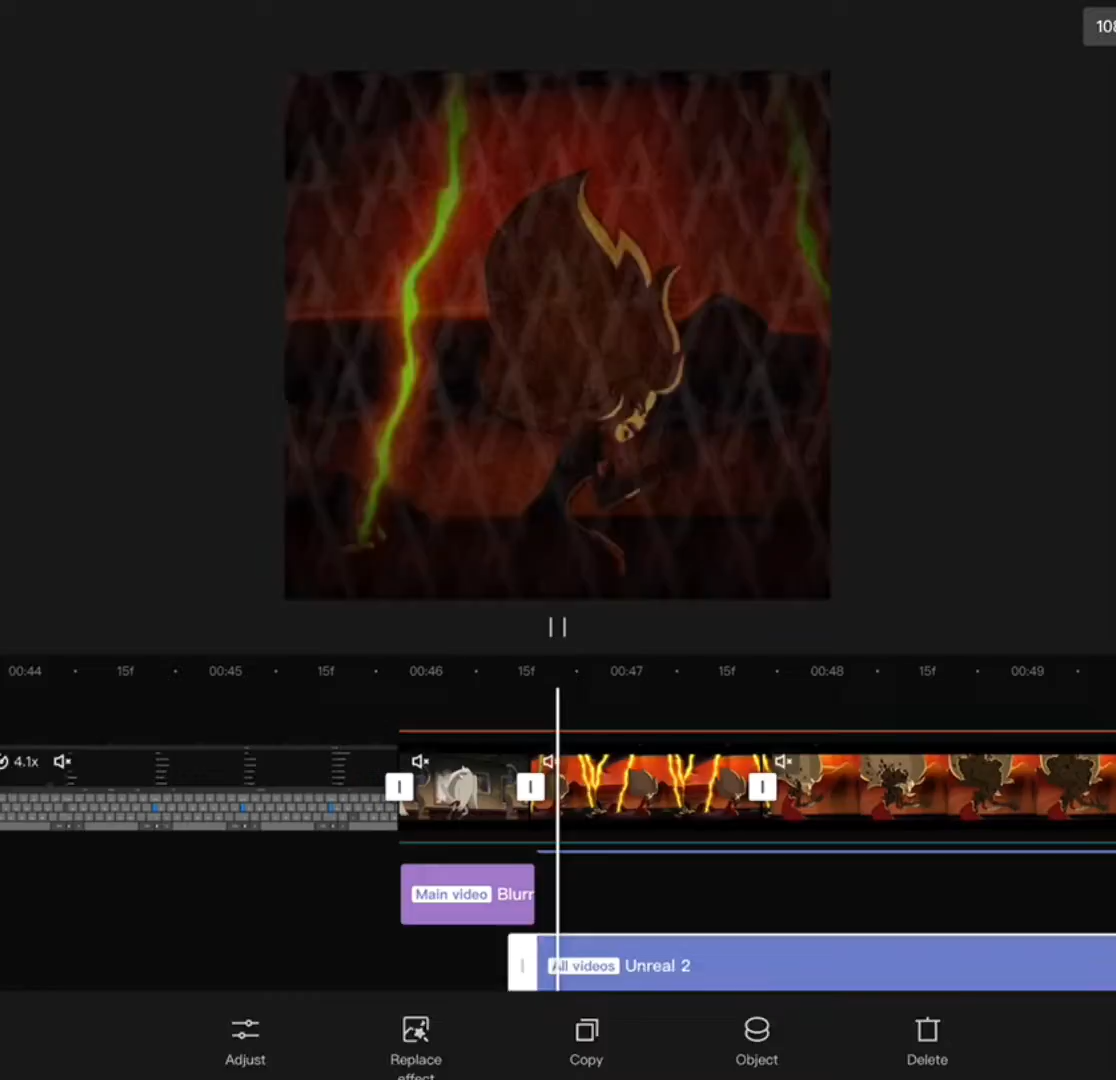 108
00:44 15f 00:45 15f 00:46 15f 00:47 15f 00:48 15f 00:49
4.1x
Main video Blurr
All videos Unreal 2
Adjust Replace Copy Object Delete
effect